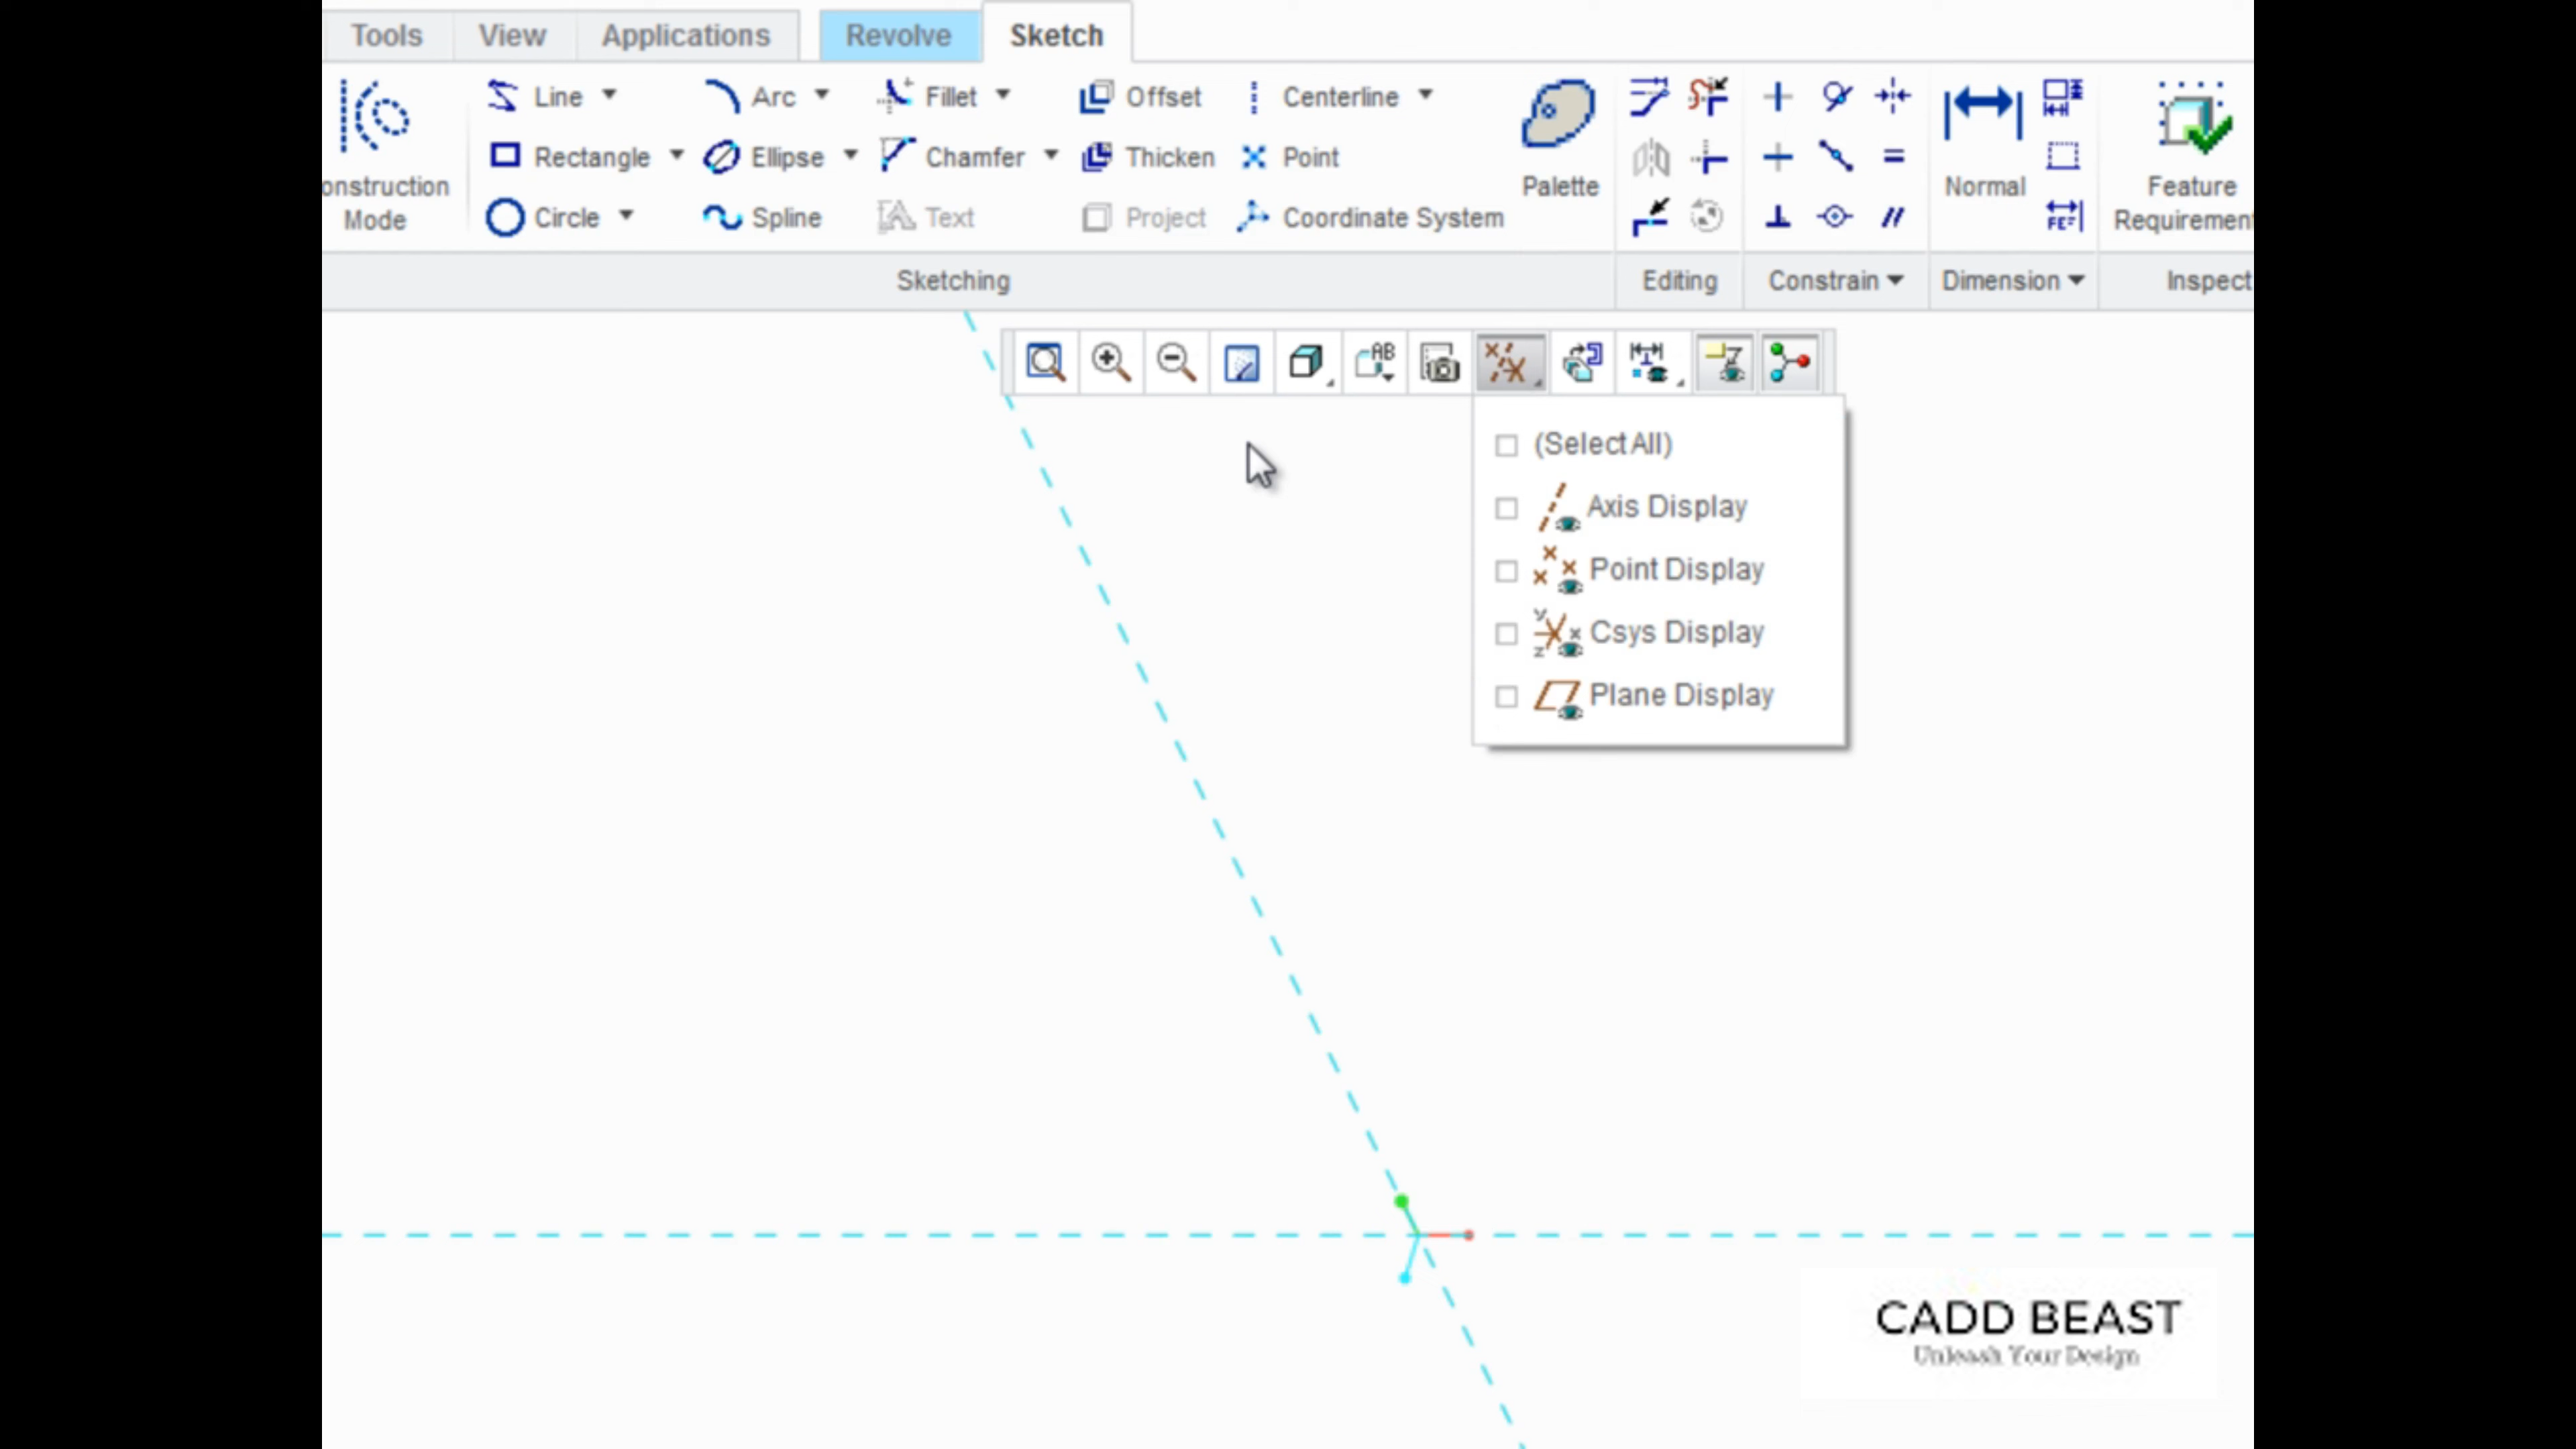 Tools View Applications Revolve Sketch
Line Arc Fillet Offset Centerline
Rectangle Ellipse Chamfer Thicken Point
Circle Spline Text Project Coordinate System
onstruction
Mode
Palette
Normal
Feature
Requiremen
Sketching Editing Constrain Dimension Inspect
(Select All)
Axis Display
Point Display
Csys Display
Plane Display
CADD BEAST
Unleash Your Design